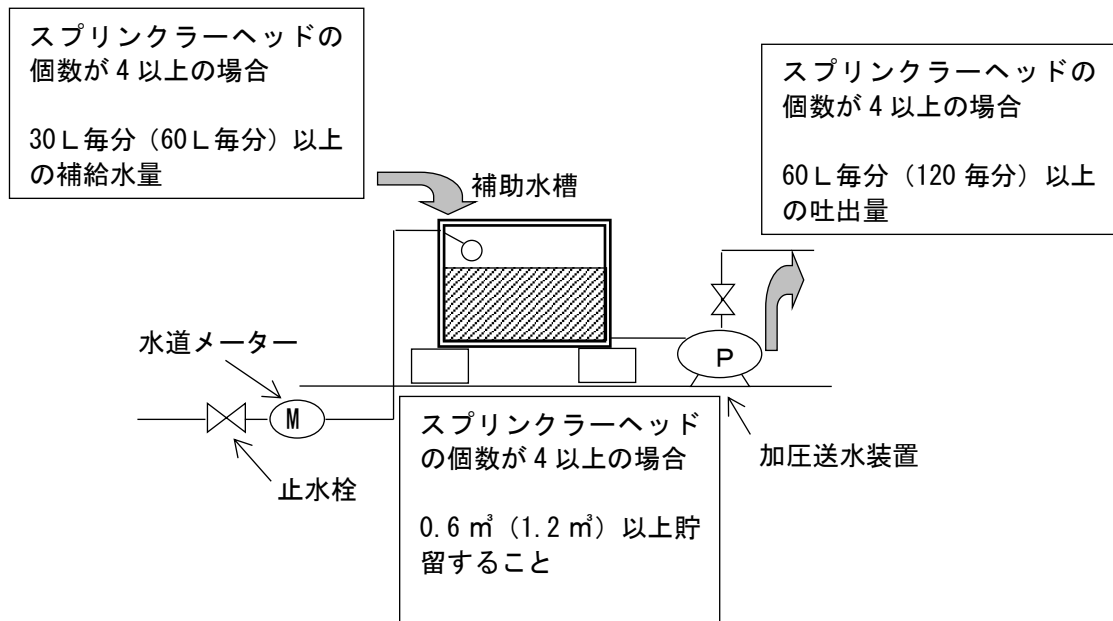 スプリンクラーヘッドの
個数が4以上の場合
30L毎分（60L毎分）以上
の補給水量
スプリンクラーヘッドの
個数が4以上の場合
60L毎分（120毎分）以上
の吐出量
補助水槽
水道メーター
P
M
スプリンクラーヘッド
の個数が4以上の場合
0.6㎥（1.2㎥）以上貯
留すること
加圧送水装置
止水栓